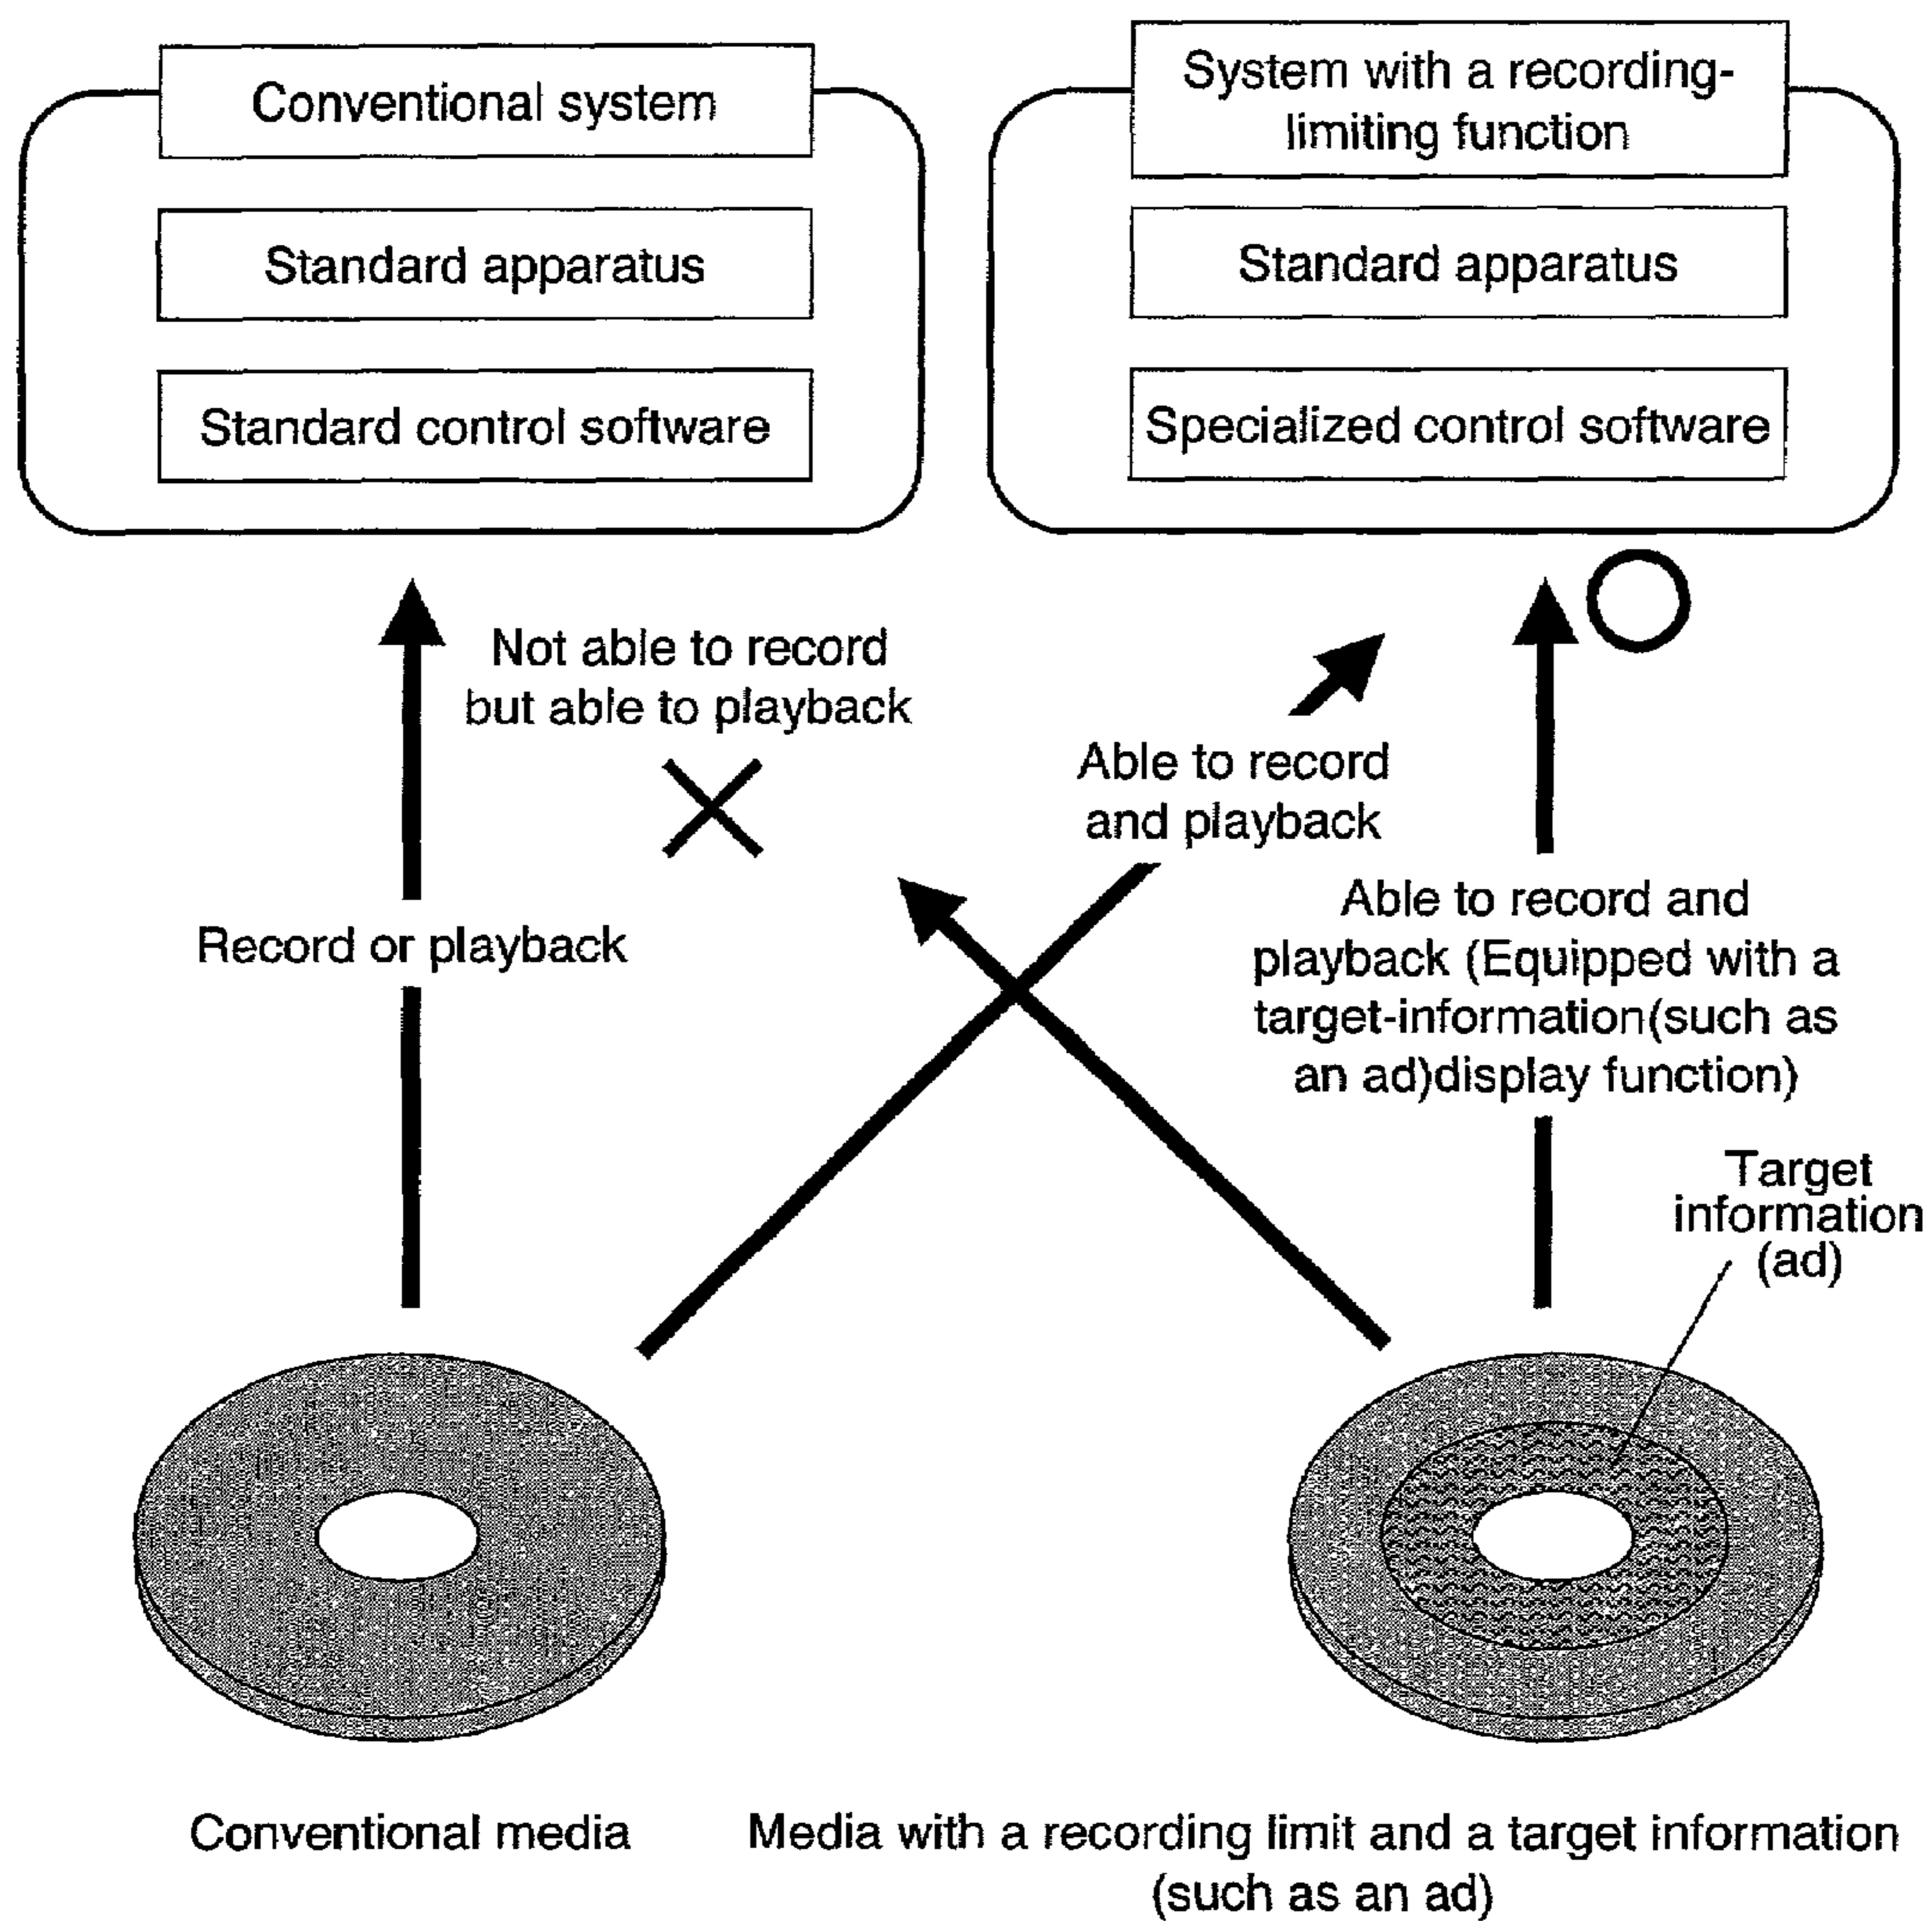 Conventional system
Standard apparatus
Standard control software
System with a recording-
limiting function
Standard apparatus
Specialized control software
Not able to record
but able to playback
Able to record
and playback
Record or playback
Able to record and
playback (Equipped with a
target-information(such as
an ad)display function)
Target
information
(ad)
Conventional media
Media with a recording limit and a target information
(such as an ad)